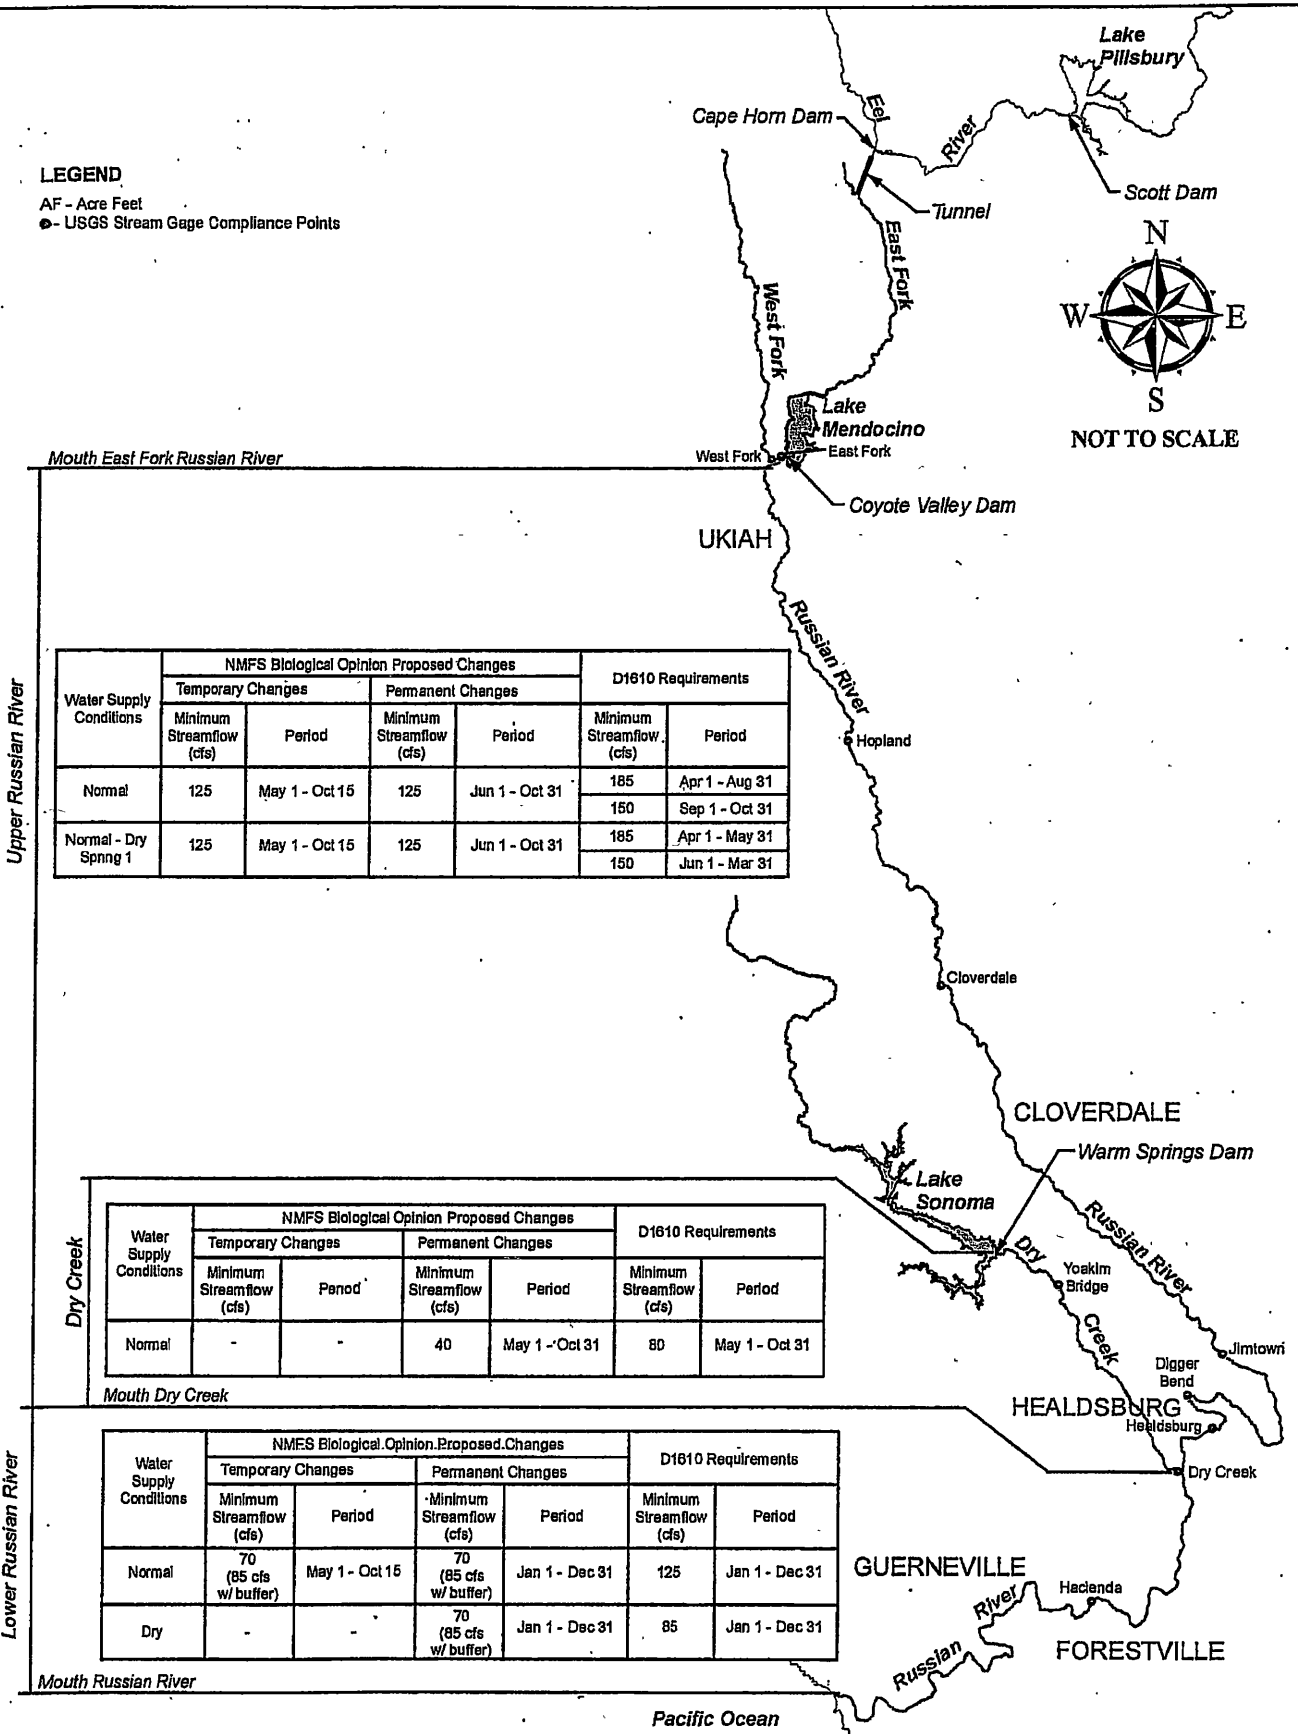 Lake
Pillsbury
Cape Horn Dam
Eel
River
Scott Dam
Tunnel
LEGEND
AF - Acre Feet
- USGS Stream Gage Compliance Points
N
W
E
S
NOT TO SCALE
East Fork
West Fork
Lake
Mendocino
East Fork
West Fork
Mouth East Fork Russian River
Coyote Valley Dam
UKIAH
Russian River
Upper Russian River
Water Supply
Conditions
NMFS Biological Opinion Proposed Changes
D1610 Requirements
Temporary Changes
Permanent Changes
Minimum
Streamflow
(cfs)
Period
Minimum
Streamflow
(cfs)
Period
Minimum
Streamflow
(cfs)
Period
Normal
125
May 1 - Oct 15
125
Jun 1 - Oct 31
185
Apr 1 - Aug 31
150
Sep 1 - Oct 31
Normal - Dry
Spring 1
125
May 1 - Oct 15
125
Jun 1 - Oct 31
185
Apr 1 - May 31
150
Jun 1 - Mar 31
Hopland
Cloverdale
CLOVERDALE
Warm Springs Dam
Lake
Sonoma
Russian River
Dry
Creek
Yoakim
Bridge
Jimtown
Digger
Bend
HEALDSBURG
Healdsburg
Dry Creek
Dry Creek
Water
Supply
Conditions
NMFS Biological Opinion Proposed Changes
D1610 Requirements
Temporary Changes
Permanent Changes
Minimum
Streamflow
(cfs)
Period
Minimum
Streamflow
(cfs)
Period
Minimum
Streamflow
(cfs)
Period
Normal
-
-
40
May 1 - Oct 31
80
May 1 - Oct 31
Mouth Dry Creek
Lower Russian River
Water
Supply
Conditions
NMFS Biological Opinion Proposed Changes
D1610 Requirements
Temporary Changes
Permanent Changes
Minimum
Streamflow
(cfs)
Period
Minimum
Streamflow
(cfs)
Period
Minimum
Streamflow
(cfs)
Period
Normal
70
(85 cfs
w/ buffer)
May 1 - Oct 15
70
(85 cfs
w/ buffer)
Jan 1 - Dec 31
125
Jan 1 - Dec 31
Dry
-
-
70
(85 cfs
w/ buffer)
Jan 1 - Dec 31
85
Jan 1 - Dec 31
GUERNEVILLE
Hacienda
River
Russian
FORESTVILLE
Mouth Russian River
Pacific Ocean